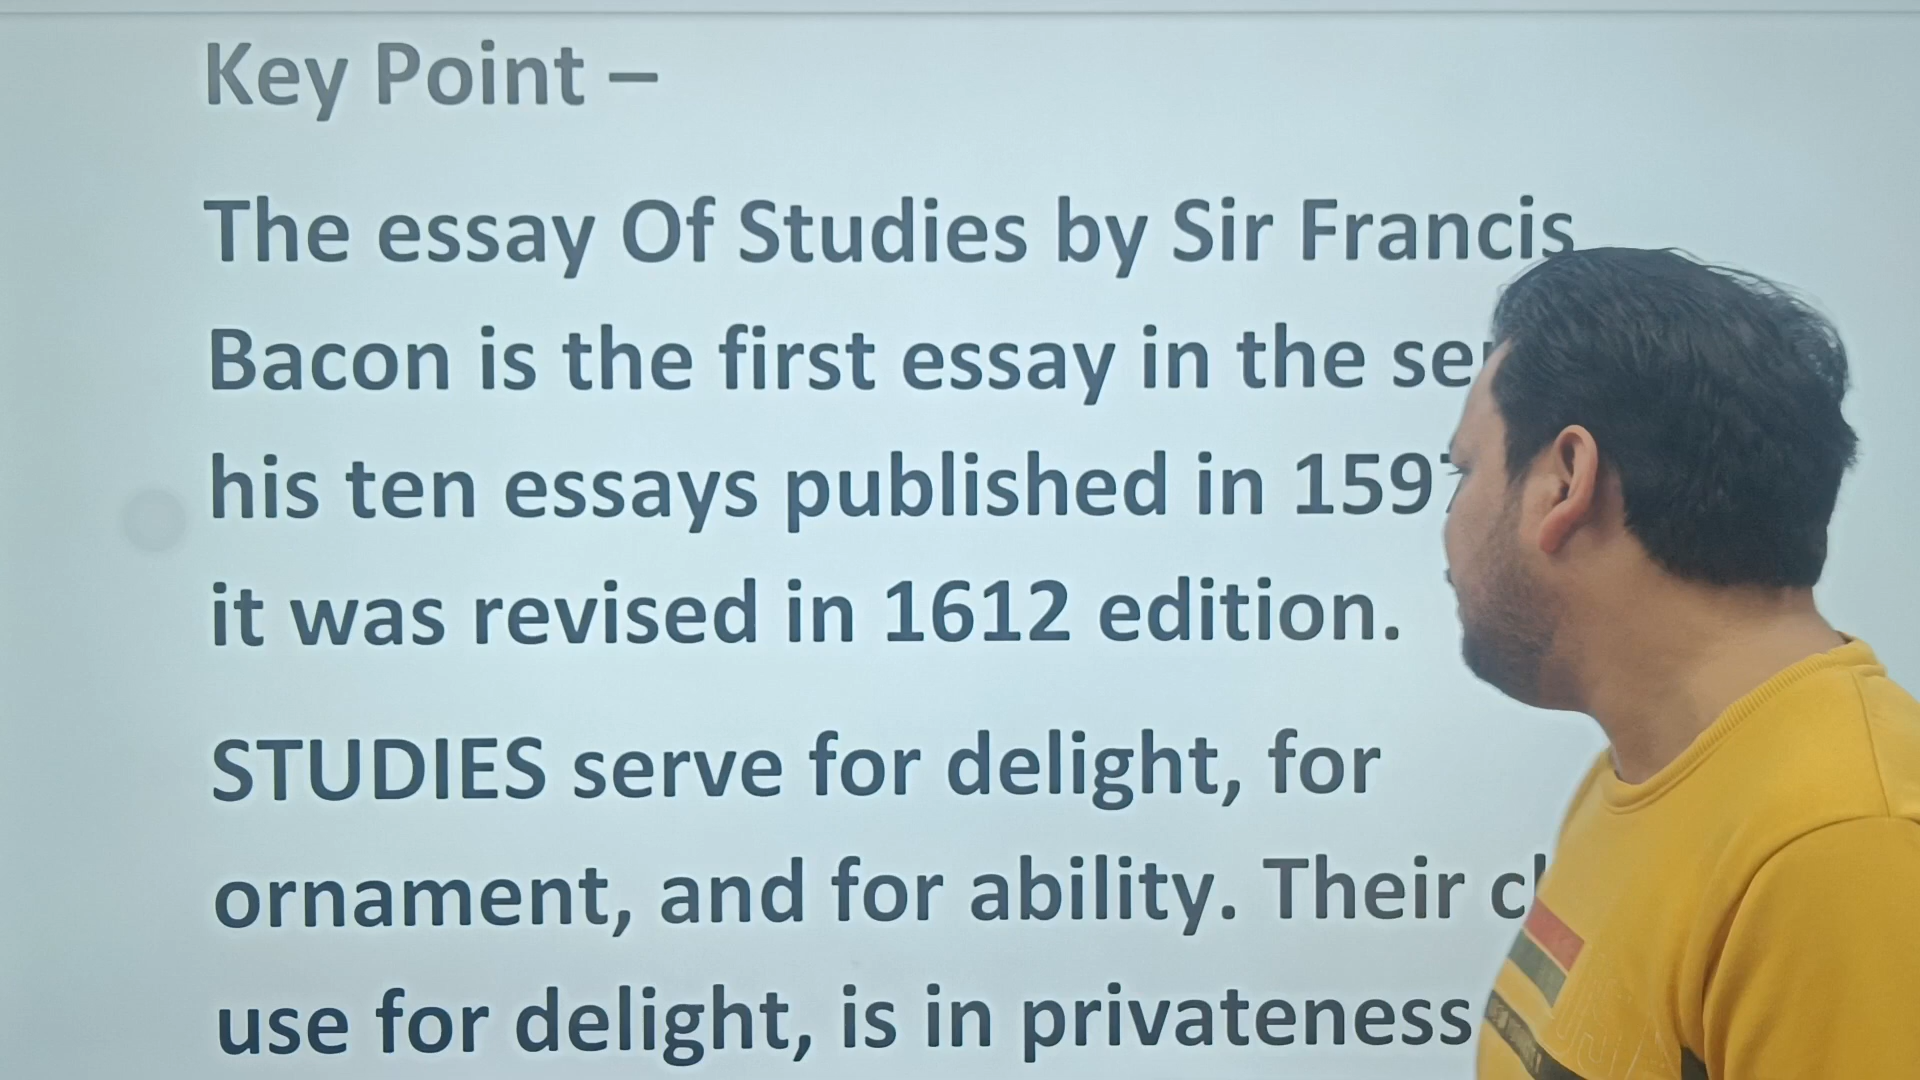 Key Point –
The essay Of Studies by Sir Francis
Bacon is the first essay in the
his ten essays published in
it was revised in 1612 edition.
STUDIES serve for delight, for
ornament, and for ability. Their
use for delight, is in privateness